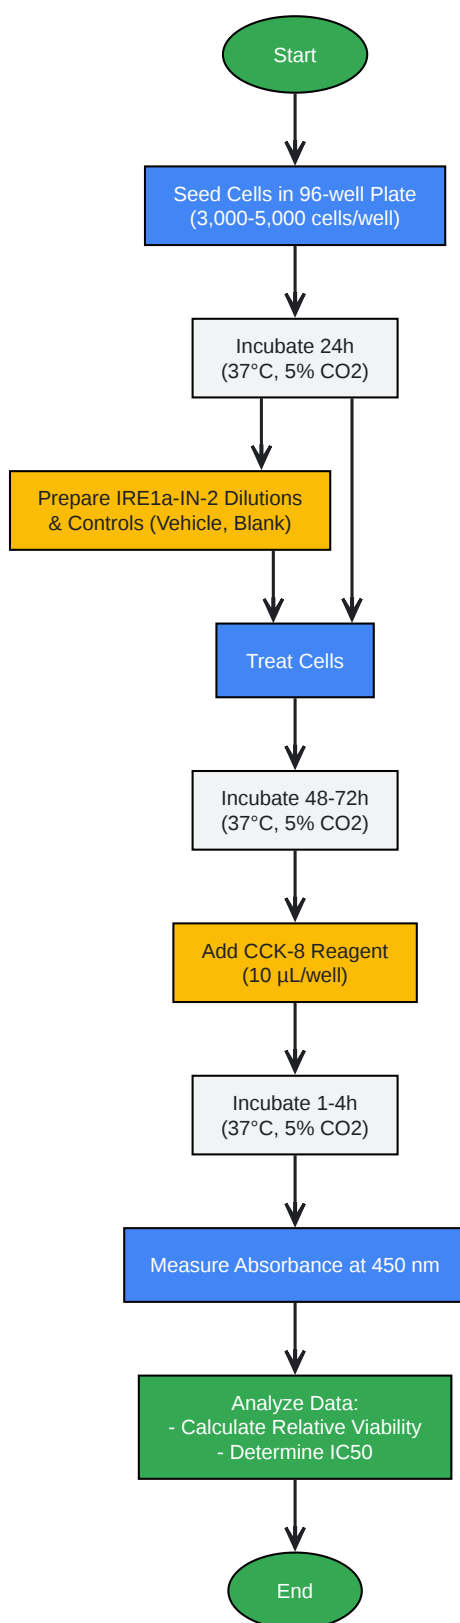 Start
Seed Cells in 96-well Plate
(3,000-5,000 cells/well)
Incubate 24h
(37°C, 5% CO2)
Prepare IRE1a-IN-2 Dilutions
& Controls (Vehicle, Blank)
Treat Cells
Incubate 48-72h
(37°C, 5% CO2)
Add CCK-8 Reagent
(10 µL/well)
Incubate 1-4h
(37°C, 5% CO2)
Measure Absorbance at 450 nm
Analyze Data:
- Calculate Relative Viability
- Determine IC50
End